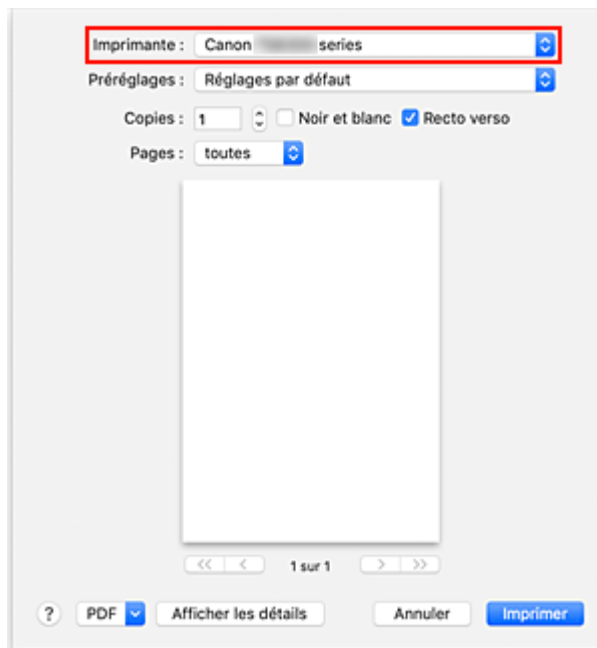 Imprimante : Canon series
Préréglages : Réglages par défaut
Copies : 1 Noir et blanc Recto verso
Pages : toutes
<< < 1 sur 1 > >>
? PDF Afficher les détails Annuler Imprimer